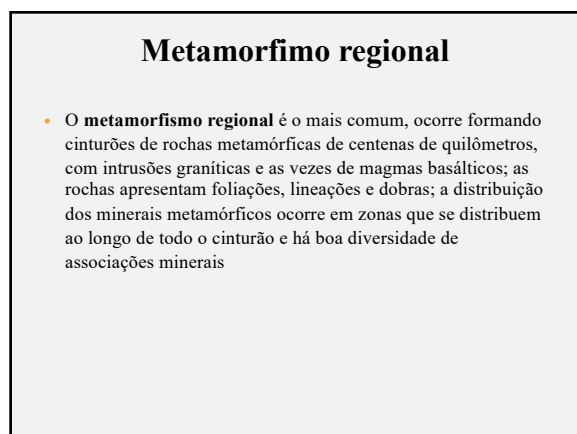 Metamorfimo regional
• O metamorfismo regional é o mais comum, ocorre formando
cinturões de rochas metamórficas de centenas de quilômetros,
com intrusões graníticas e as vezes de magmas basálticos; as
rochas apresentam foliações, lineações e dobras; a distribuição
dos minerais metamórficos ocorre em zonas que se distribuem
ao longo de todo o cinturão e há boa diversidade de
associações minerais